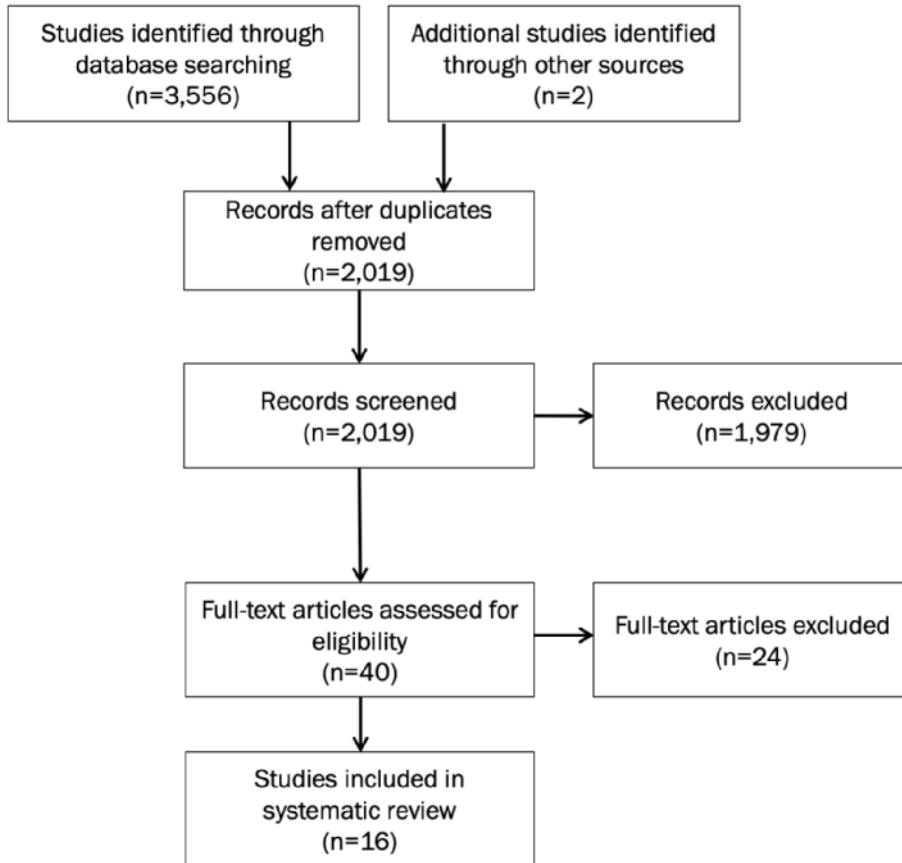 Studies identified through
database searching
(n=3,556)
Additional studies identified
through other sources
(n=2)
Records after duplicates
removed
(n=2,019)
Records screened
(n=2,019)
Records excluded
(n=1,979)
Full-text articles assessed for
eligibility
(n=40)
Full-text articles excluded
(n=24)
Studies included in
systematic review
(n=16)